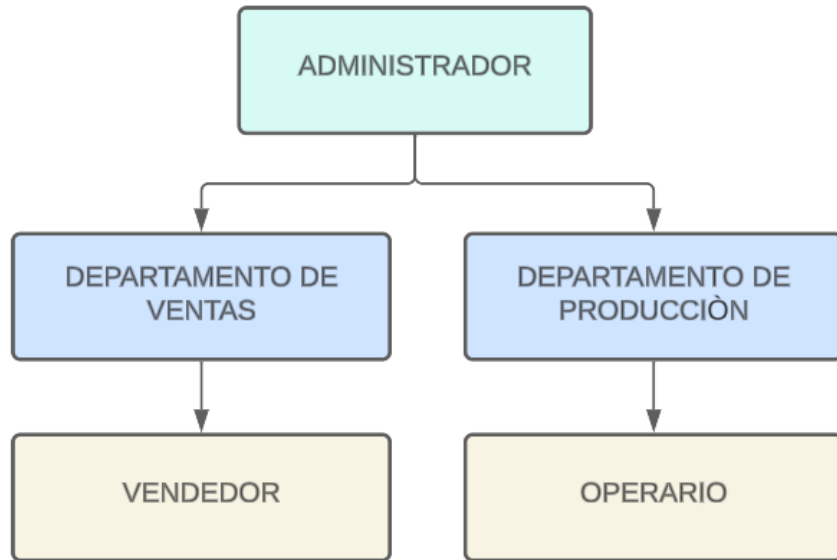 ADMINISTRADOR
DEPARTAMENTO DE
VENTAS
DEPARTAMENTO DE
PRODUCCIÒN
VENDEDOR
OPERARIO